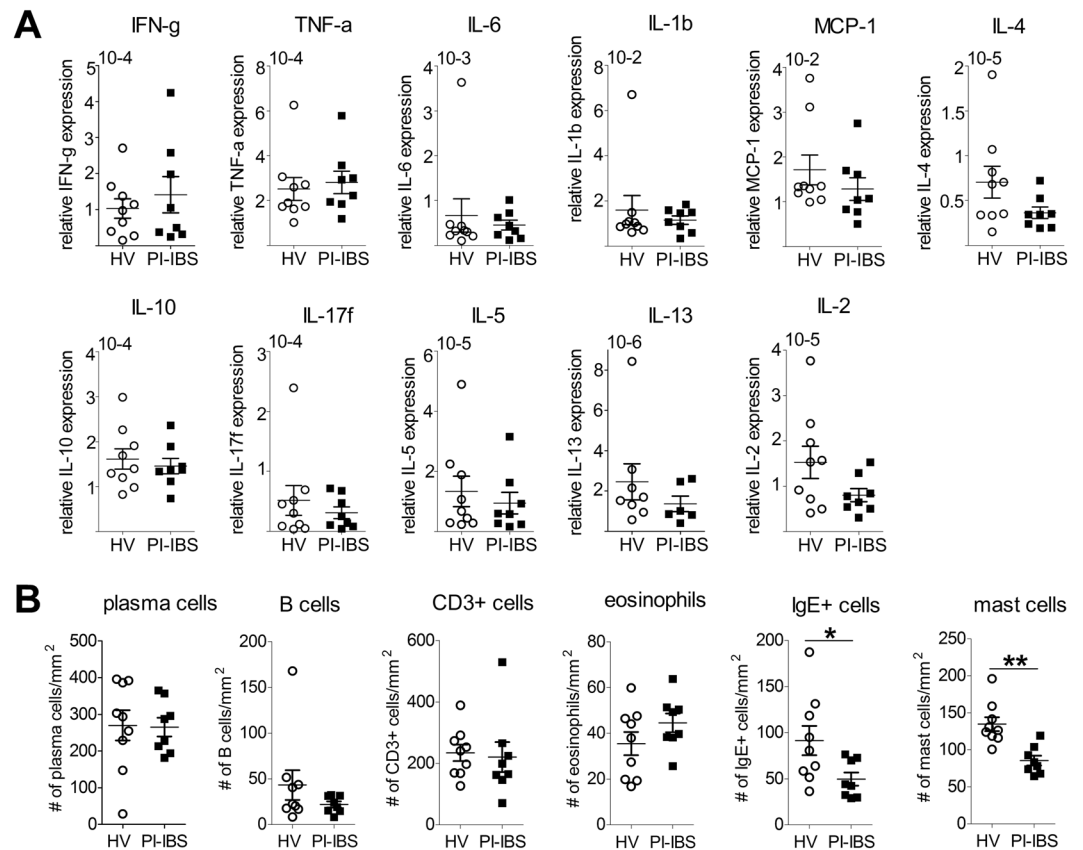 A
IFN-g
TNF-a
IL-6
IL-1b
MCP-1
IL-4
10-4
10-4
10-3
10-2
10-2
10-5
relative IFN-g expression
5
4
3
2
1
HV PI-IBS
relative TNF-a expression
8
6
4
2
HV PI-IBS
relative IL-6 expression
4
3
2
1
HV PI-IBS
relative IL-1b expression
8
6
4
2
HV PI-IBS
relative MCP-1 expression
4
3
2
1
HV PI-IBS
relative IL-4 expression
2
1.5
1
0.5
HV PI-IBS
IL-10
IL-17f
IL-5
IL-13
IL-2
10-4
10-4
10-5
10-6
10-5
relative IL-10 expression
4
3
2
1
HV PI-IBS
relative IL-17f expression
3
2
1
HV PI-IBS
relative IL-5 expression
6
4
2
HV PI-IBS
relative IL-13 expression
8
6
4
2
HV PI-IBS
relative IL-2 expression
4
3
2
1
HV PI-IBS
B
plasma cells
B cells
CD3+ cells
eosinophils
IgE+ cells
mast cells
# of plasma cells/mm²
500
400
300
200
100
0
HV PI-IBS
# of B cells/mm²
200
150
100
50
0
HV PI-IBS
# of CD3+ cells/mm²
600
400
200
0
HV PI-IBS
# of eosinophils/mm²
80
60
40
20
0
HV PI-IBS
# of IgE+ cells/mm²
200
150
100
50
0
*
HV PI-IBS
# of mast cells/mm²
250
200
150
100
50
0
**
HV PI-IBS